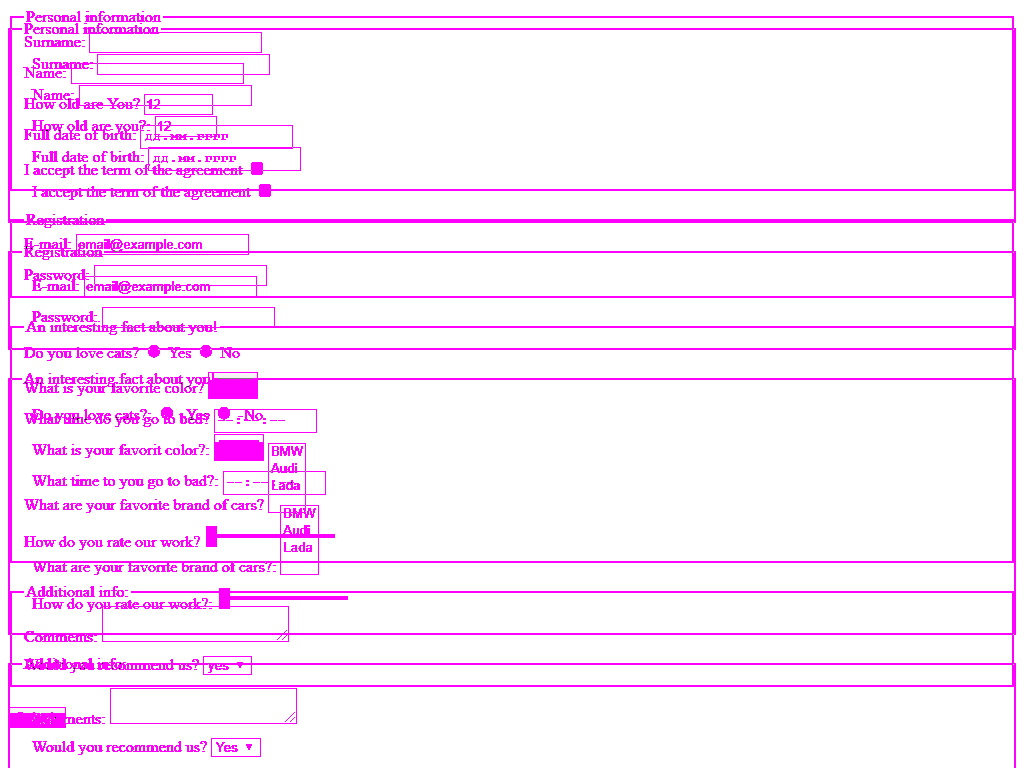 Personal information
Personal information
Surname:
Surname:
Name:
Name:
How old are You? 12
How old are you?: 12
Full date of birth: дд.мм.гггг
Full date of birth: дд.мм.гггг
I accept the term of the agreement
I accept the term of the agreement
Registration
E-mail: email@example.com
Registration
Password:
E-mail: email@example.com
Password:
An interesting fact about you!
Do you love cats? Yes No
An interesting fact about you
What is your favorite color?
Do you love cats?: Yes No
What time do you go to bed? --:--
What is your favorit color?:
BMW
Audi
Lada
What time to you go to bad?: --:--
What are your favorite brand of cars?
BMW
Audi
Lada
How do you rate our work?
What are your favorite brand of cars?:
Additional info:
How do you rate our work?:
Comments:
Additional info
Would you recommend us? yes
Comments:
Would you recommend us? Yes